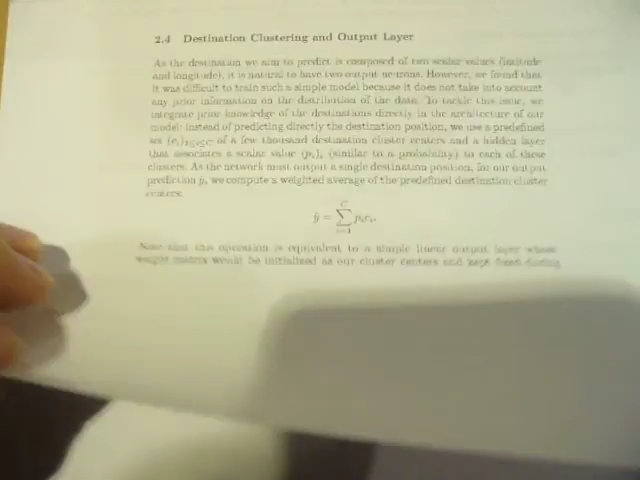 2.4 Destination Clustering and Output Layer
As the destination we aim to predict is composed of two scalar values (latitude
and longitude), it is natural to have two output neurons. However, we found that
it was difficult to train such a simple model because it does not take into account
any prior information on the distribution of the data. To tackle this issue, we
integrate prior knowledge of the destinations directly in the architecture of our
model: instead of predicting directly the destination position, we use a predefined
set (cᵢ)₁≤ᵢ≤C of a few thousand destination cluster centers and a hidden layer
that associates a scalar value (pᵢ)ᵢ (similar to a probability) to each of these
clusters. As the network must output a single destination position, for our output
prediction ŷ, we compute a weighted average of the predefined destination cluster
centers:
ŷ = ∑ᵢ₌₁ᶜ pᵢcᵢ.
Note that this operation is equivalent to a simple linear output layer whose
weight matrix would be initialized as our cluster centers and kept fixed during